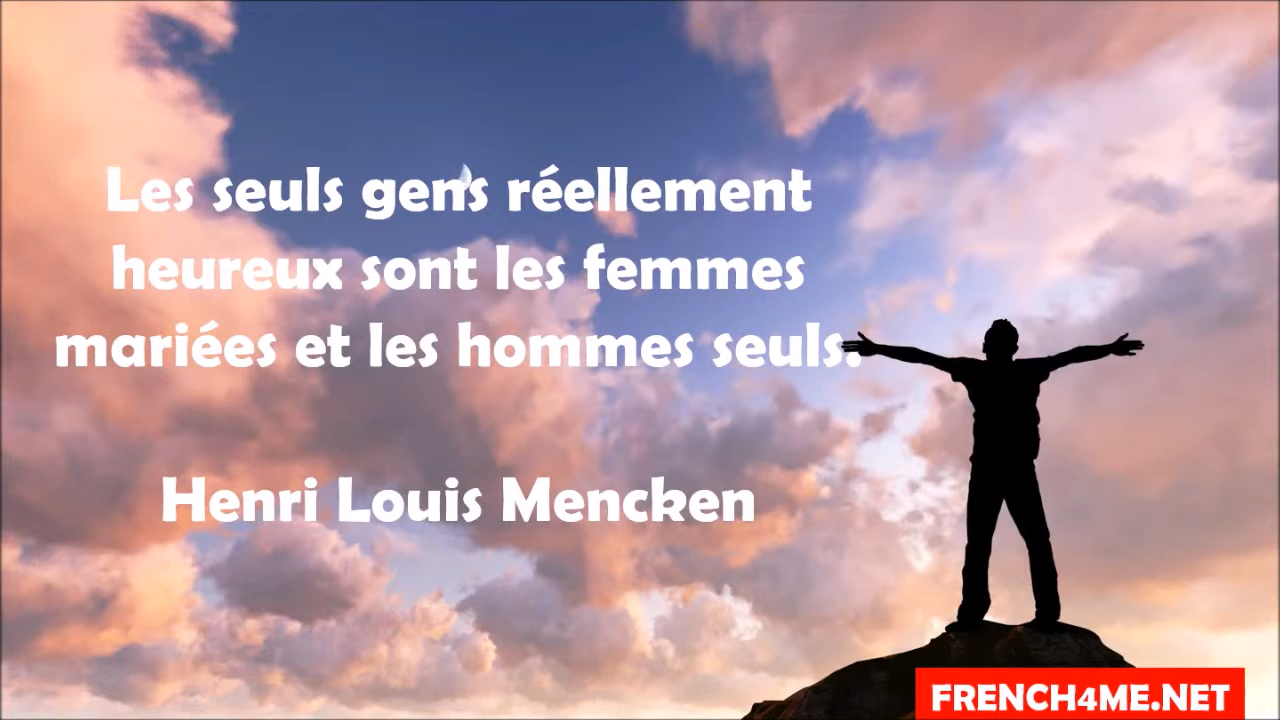 Les seuls gens réellement
heureux sont les femmes
mariées et les hommes seuls.
Henri Louis Mencken
FRENCH4ME.NET